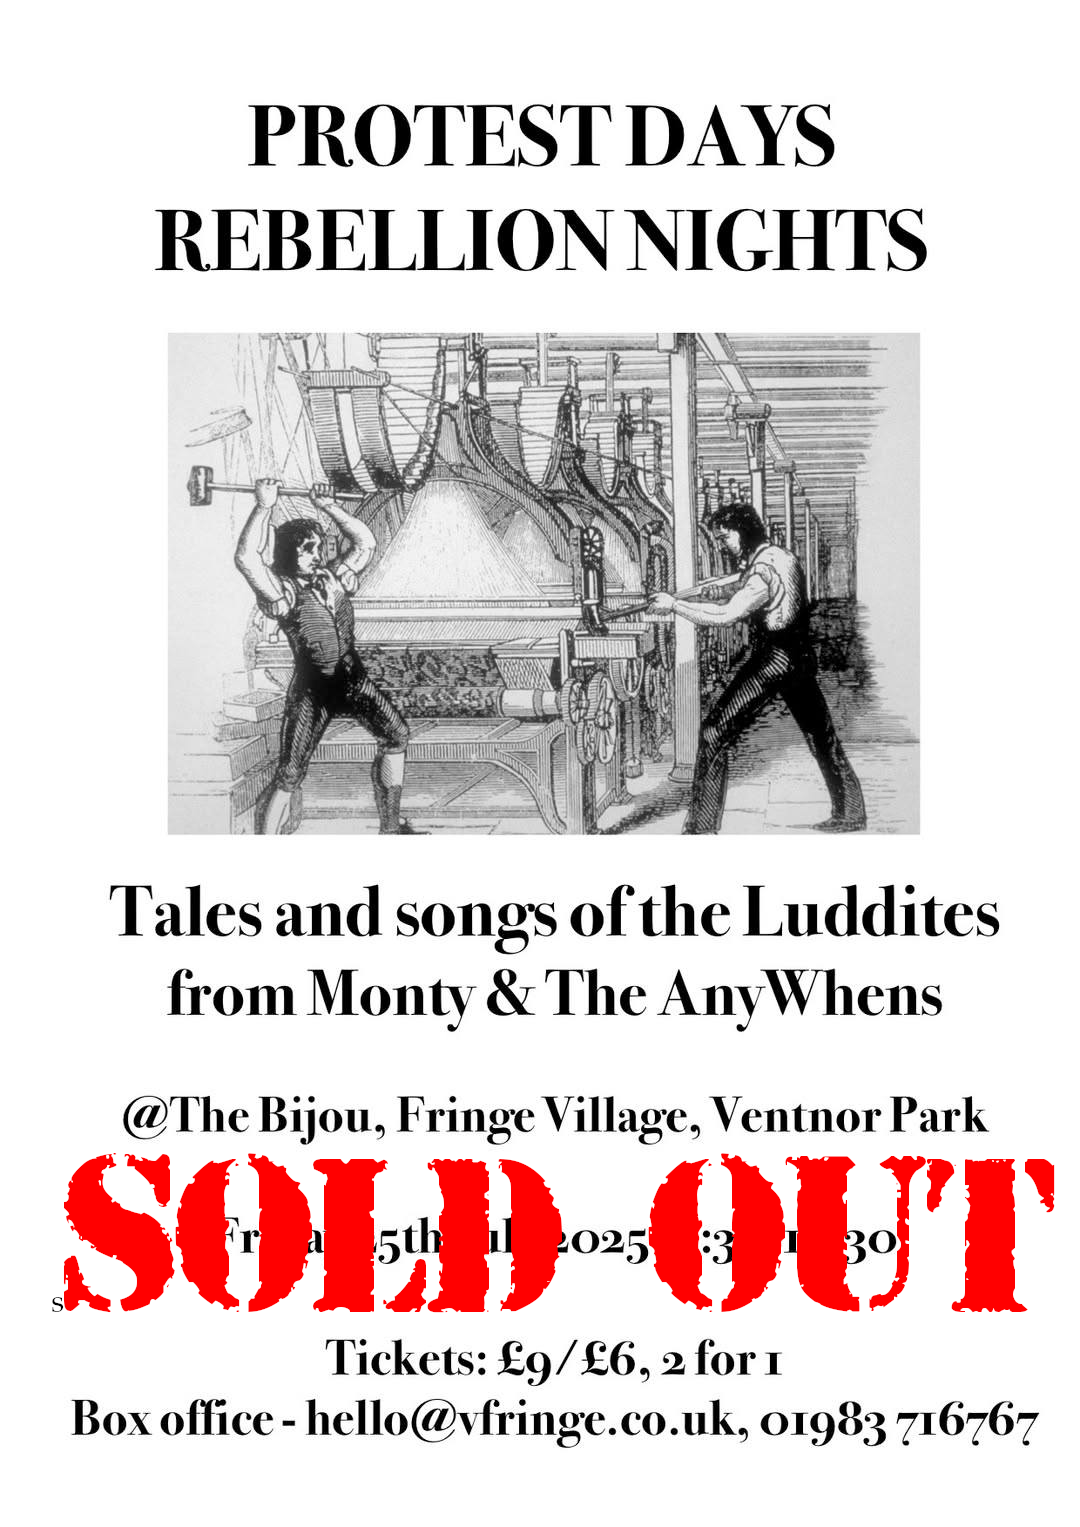 PROTEST DAYS
REBELLION NIGHTS
Tales and songs of the Luddites
from Monty & The AnyWhens
@The Bijou, Fringe Village, Ventnor Park
SOLD OUT
2025
Tickets: £9/£6, 2 for 1
Box office - hello@vfringe.co.uk, 01983 716767